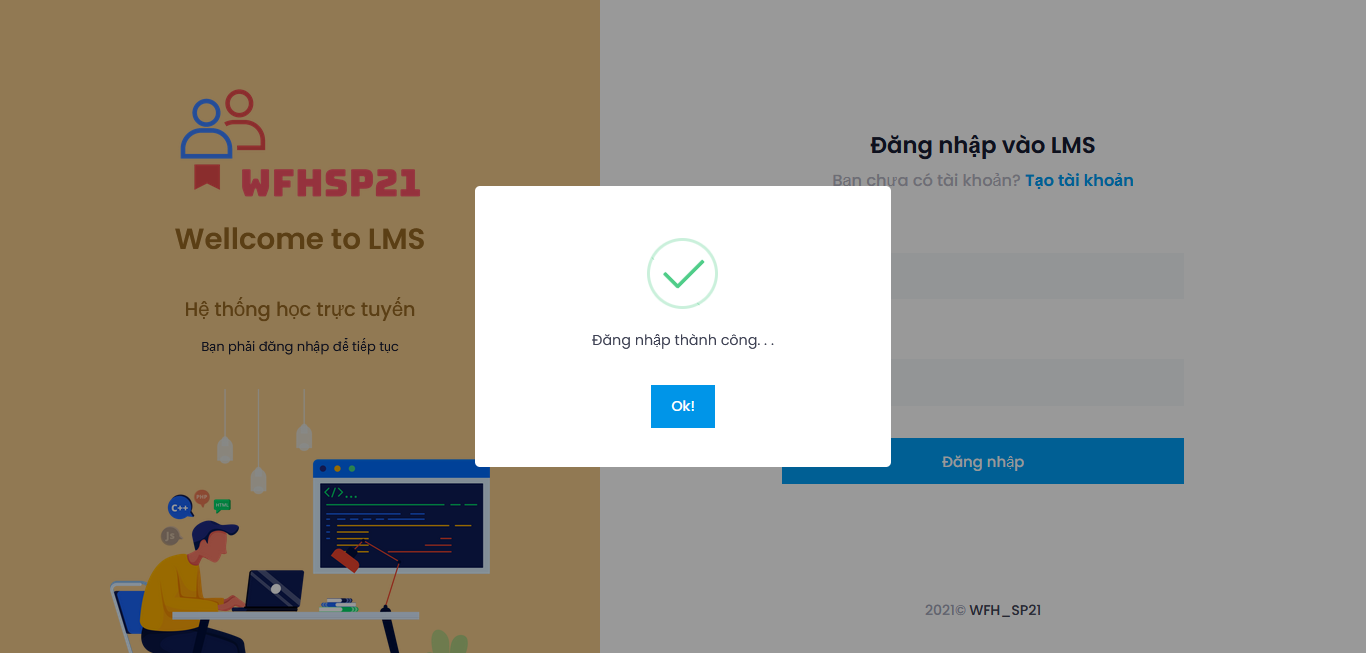 WFHSP21
Wellcome to LMS
Hệ thống học trực tuyến
Bạn phải đăng nhập để tiếp tục
</>...
C++
PHP
HTML
Js
Đăng nhập vào LMS
Bạn chưa có tài khoản? Tạo tài khoản
Đăng nhập thành công. . .
Ok!
Đăng nhập
2021© WFH_SP21